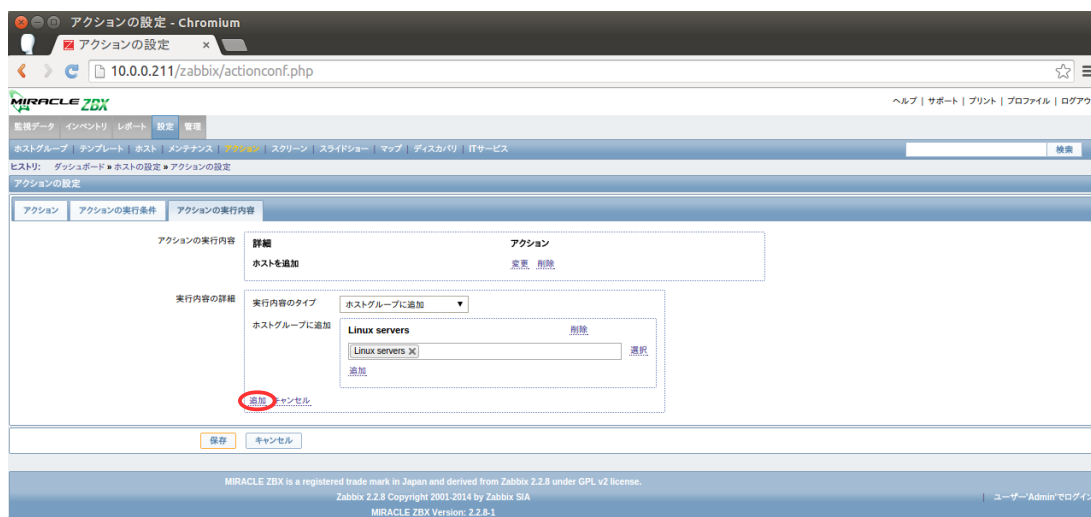 アクションの設定 - Chromium
アクションの設定 ×
10.0.0.211/zabbix/actionconf.php
MIRACLE ZBX
ヘルプ | サポート | プリント | プロファイル | ログアウ
監視データ インベントリ レポート 設定 管理
ホストグループ | テンプレート | ホスト | メンテナンス | アクション | スクリーン | スライドショー | マップ | ディスカバリ | ITサービス 検索
ヒストリ: ダッシュボード » ホストの設定 » アクションの設定
アクションの設定
アクション アクションの実行条件 アクションの実行内容
アクションの実行内容 詳細 アクション
ホストを追加 変更 削除
実行内容の詳細 実行内容のタイプ ホストグループに追加 ▼
ホストグループに追加 Linux servers 削除
Linux servers 選択
追加
追加 キャンセル
保存 キャンセル
MIRACLE ZBX is a registered trade mark in Japan and derived from Zabbix 2.2.8 under GPL v2 license.
Zabbix 2.2.8 Copyright 2001-2014 by Zabbix SIA | ユーザー'Admin'でログイン
MIRACLE ZBX Version: 2.2.8-1